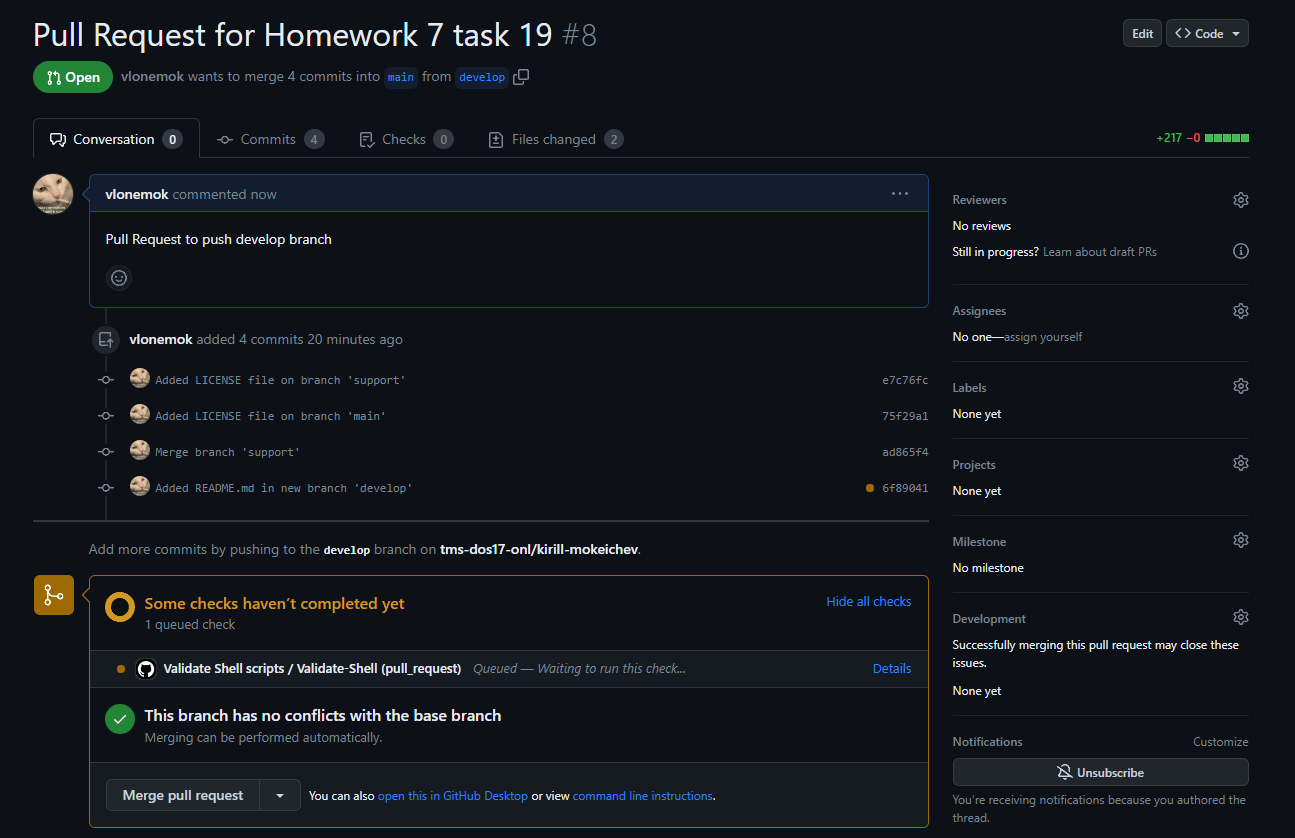 Pull Request for Homework 7 task 19 #8
Edit
Code
Open
vlonemok wants to merge 4 commits into main from develop
Conversation 0
Commits 4
Checks 0
Files changed 2
+217 −0
vlonemok commented now
Pull Request to push develop branch
vlonemok added 4 commits 20 minutes ago
Added LICENSE file on branch 'support' e7c76fc
Added LICENSE file on branch 'main' 75f29a1
Merge branch 'support' ad865f4
Added README.md in new branch 'develop' 6f89041
Add more commits by pushing to the develop branch on tms-dos17-onl/kirill-mokeichev.
Some checks haven't completed yet
Hide all checks
1 queued check
Validate Shell scripts / Validate-Shell (pull_request) Queued — Waiting to run this check... Details
This branch has no conflicts with the base branch
Merging can be performed automatically.
Merge pull request
You can also open this in GitHub Desktop or view command line instructions.
Reviewers
No reviews
Still in progress? Learn about draft PRs
Assignees
No one—assign yourself
Labels
None yet
Projects
None yet
Milestone
No milestone
Development
Successfully merging this pull request may close these
issues.
None yet
Notifications
Customize
Unsubscribe
You're receiving notifications because you authored the
thread.